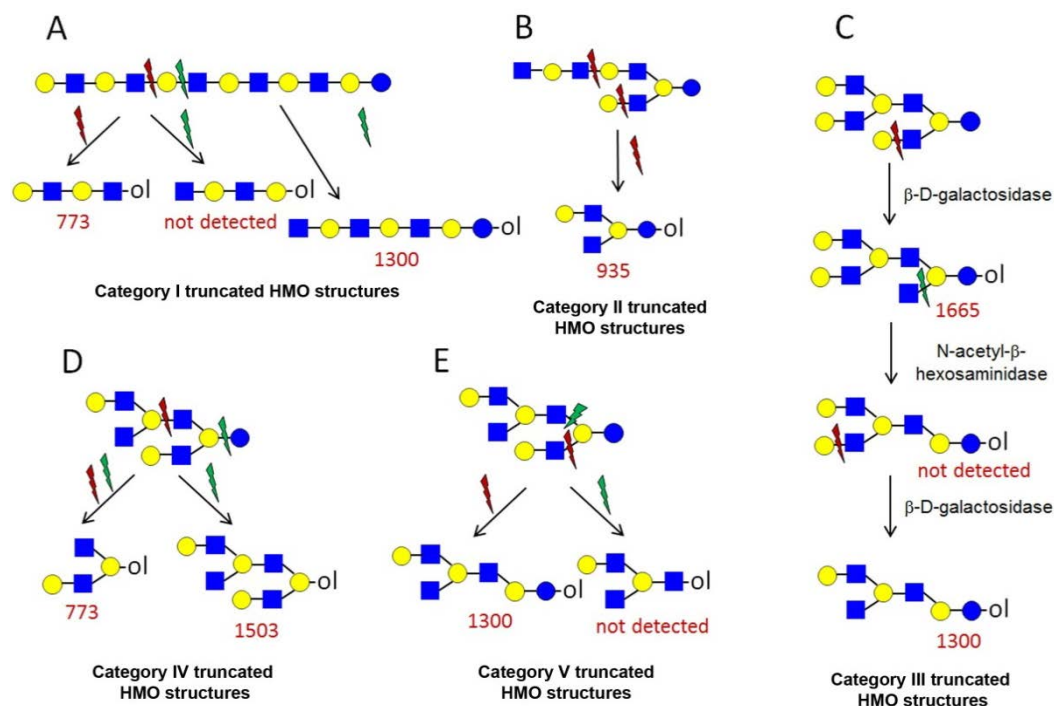 A
ol
773
ol
not detected
ol
1300
Category I truncated HMO structures
B
ol
935
Category II truncated
HMO structures
C
β-D-galactosidase
ol
1665
N-acetyl-β-
hexosaminidase
ol
not detected
β-D-galactosidase
ol
1300
Category III truncated
HMO structures
D
ol
773
ol
1503
Category IV truncated
HMO structures
E
ol
1300
ol
not detected
Category V truncated
HMO structures